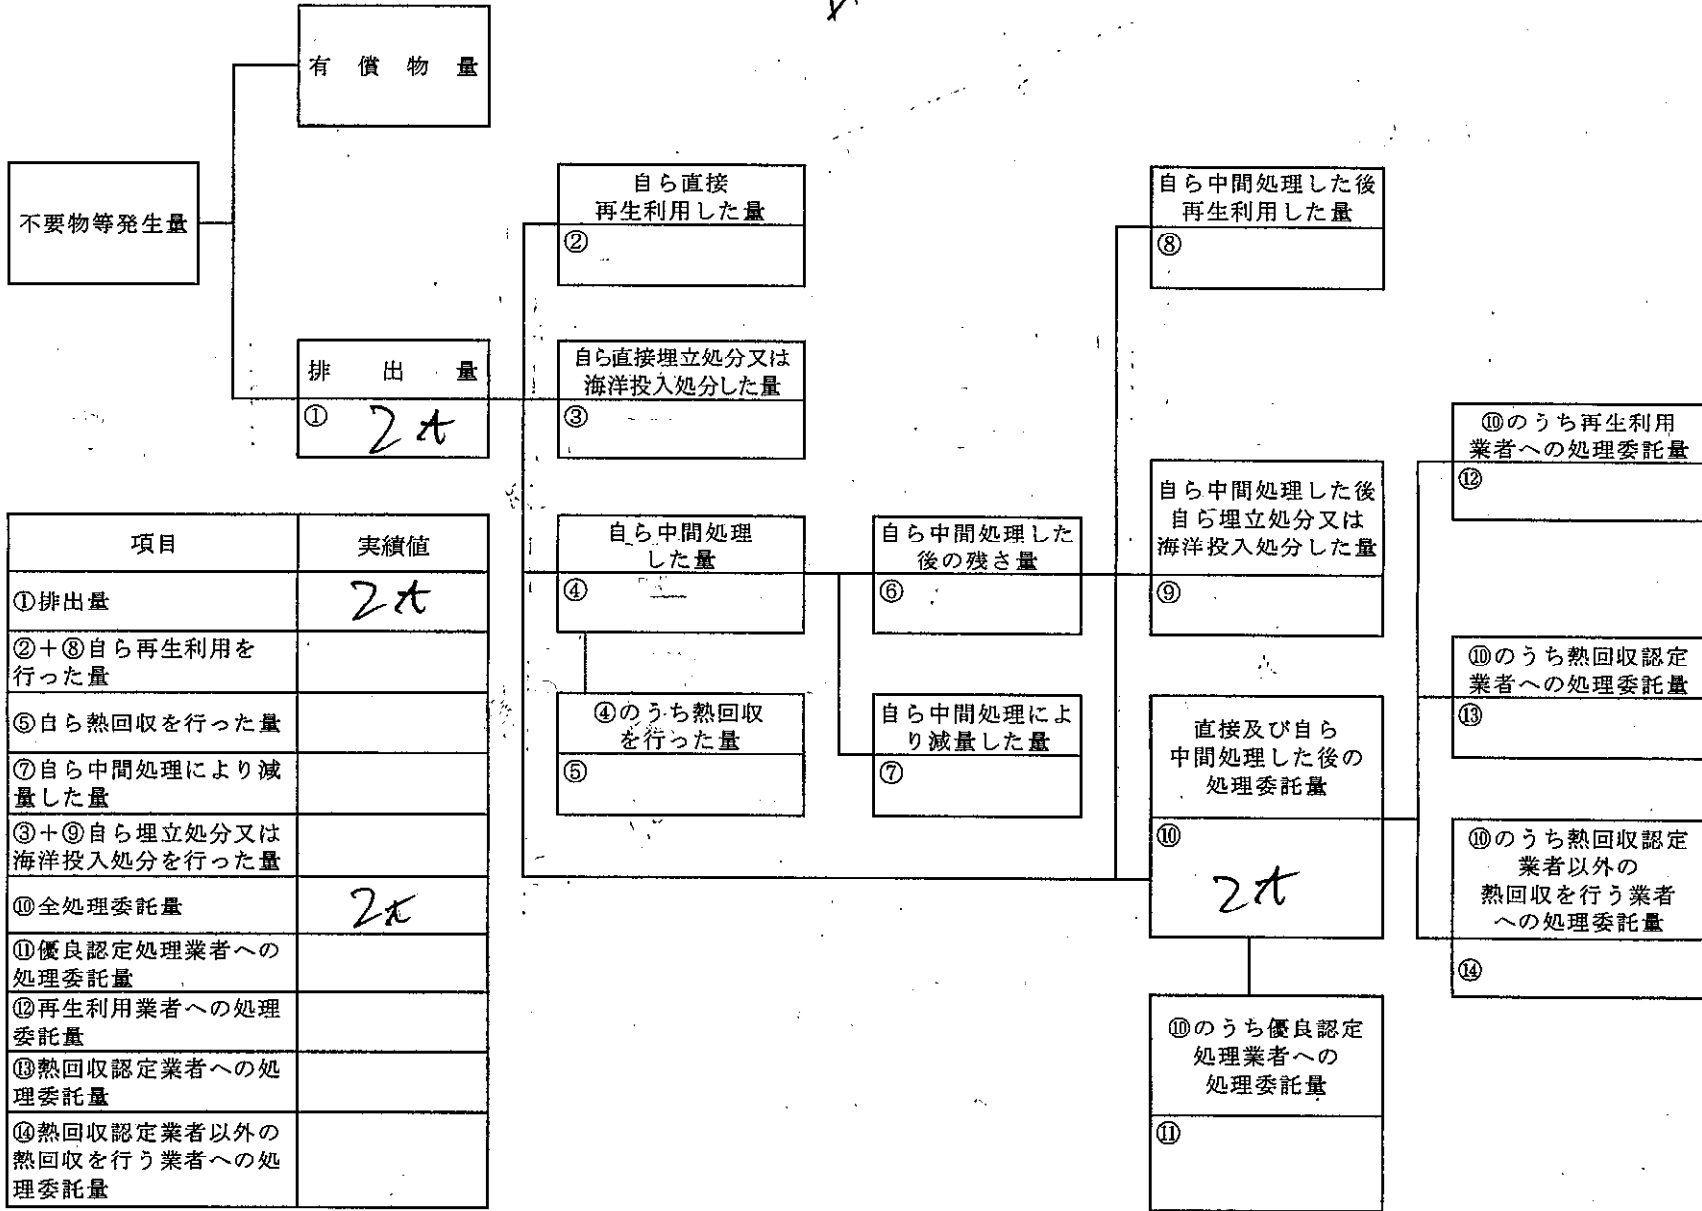 有償物量
不要物等発生量
自ら直接
再生利用した量
②
自ら中間処理した後
再生利用した量
⑧
排出量
① 2t
自ら直接埋立処分又は
海洋投入処分した量
③
⑩のうち再生利用
業者への処理委託量
⑫
自ら中間処理
した量
④
自ら中間処理した
後の残さ量
⑥
自ら中間処理した後
自ら埋立処分又は
海洋投入処分した量
⑨
⑩のうち熱回収認定
業者への処理委託量
⑬
④のうち熱回収
を行った量
⑤
自ら中間処理によ
り減量した量
⑦
直接及び自ら
中間処理した後の
処理委託量
⑩
2t
⑩のうち熱回収認定
業者以外の
熱回収を行う業者
への処理委託量
⑭
⑩のうち優良認定
処理業者への
処理委託量
⑪
項目 実績値
①排出量 2t
②+⑧自ら再生利用を
行った量
⑤自ら熱回収を行った量
⑦自ら中間処理により減
量した量
③+⑨自ら埋立処分又は
海洋投入処分を行った量
⑩全処理委託量 2t
⑪優良認定処理業者への
処理委託量
⑫再生利用業者への処理
委託量
⑬熱回収認定業者への処
理委託量
⑭熱回収認定業者以外の
熱回収を行う業者への処
理委託量